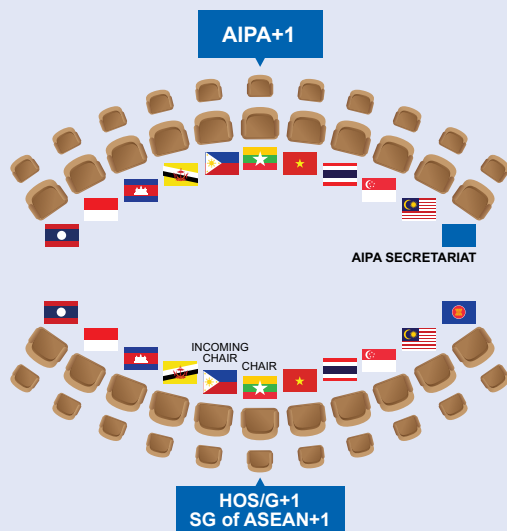 AIPA+1
AIPA SECRETARIAT
INCOMING
CHAIR
CHAIR
HOS/G+1
SG of ASEAN+1